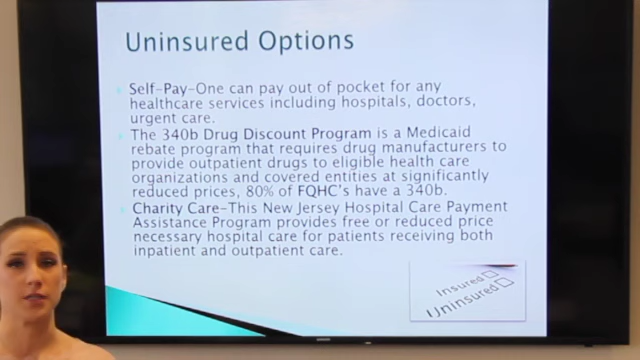 Uninsured Options
Self-Pay-One can pay out of pocket for any
healthcare services including hospitals, doctors,
urgent care.
The 340b Drug Discount Program is a Medicaid
rebate program that requires drug manufacturers to
provide outpatient drugs to eligible health care
organizations and covered entities at significantly
reduced prices, 80% of FQHC's have a 340b.
Charity Care-This New Jersey Hospital Care Payment
Assistance Program provides free or reduced price
necessary hospital care for patients receiving both
inpatient and outpatient care.
Insured
Uninsured